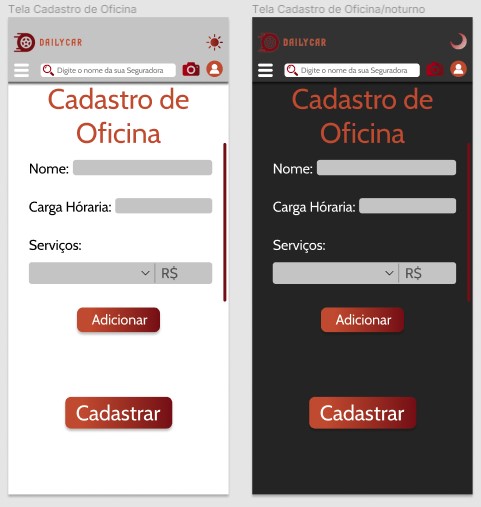 Tela Cadastro de Oficina
DAILYCAR
Digite o nome da sua Seguradora
Cadastro de
Oficina
Nome:
Carga Hóraria:
Serviços:
R$
Adicionar
Cadastrar
Tela Cadastro de Oficina/noturno
DAILYCAR
Digite o nome da sua Seguradora
Cadastro de
Oficina
Nome:
Carga Hóraria:
Serviços:
R$
Adicionar
Cadastrar